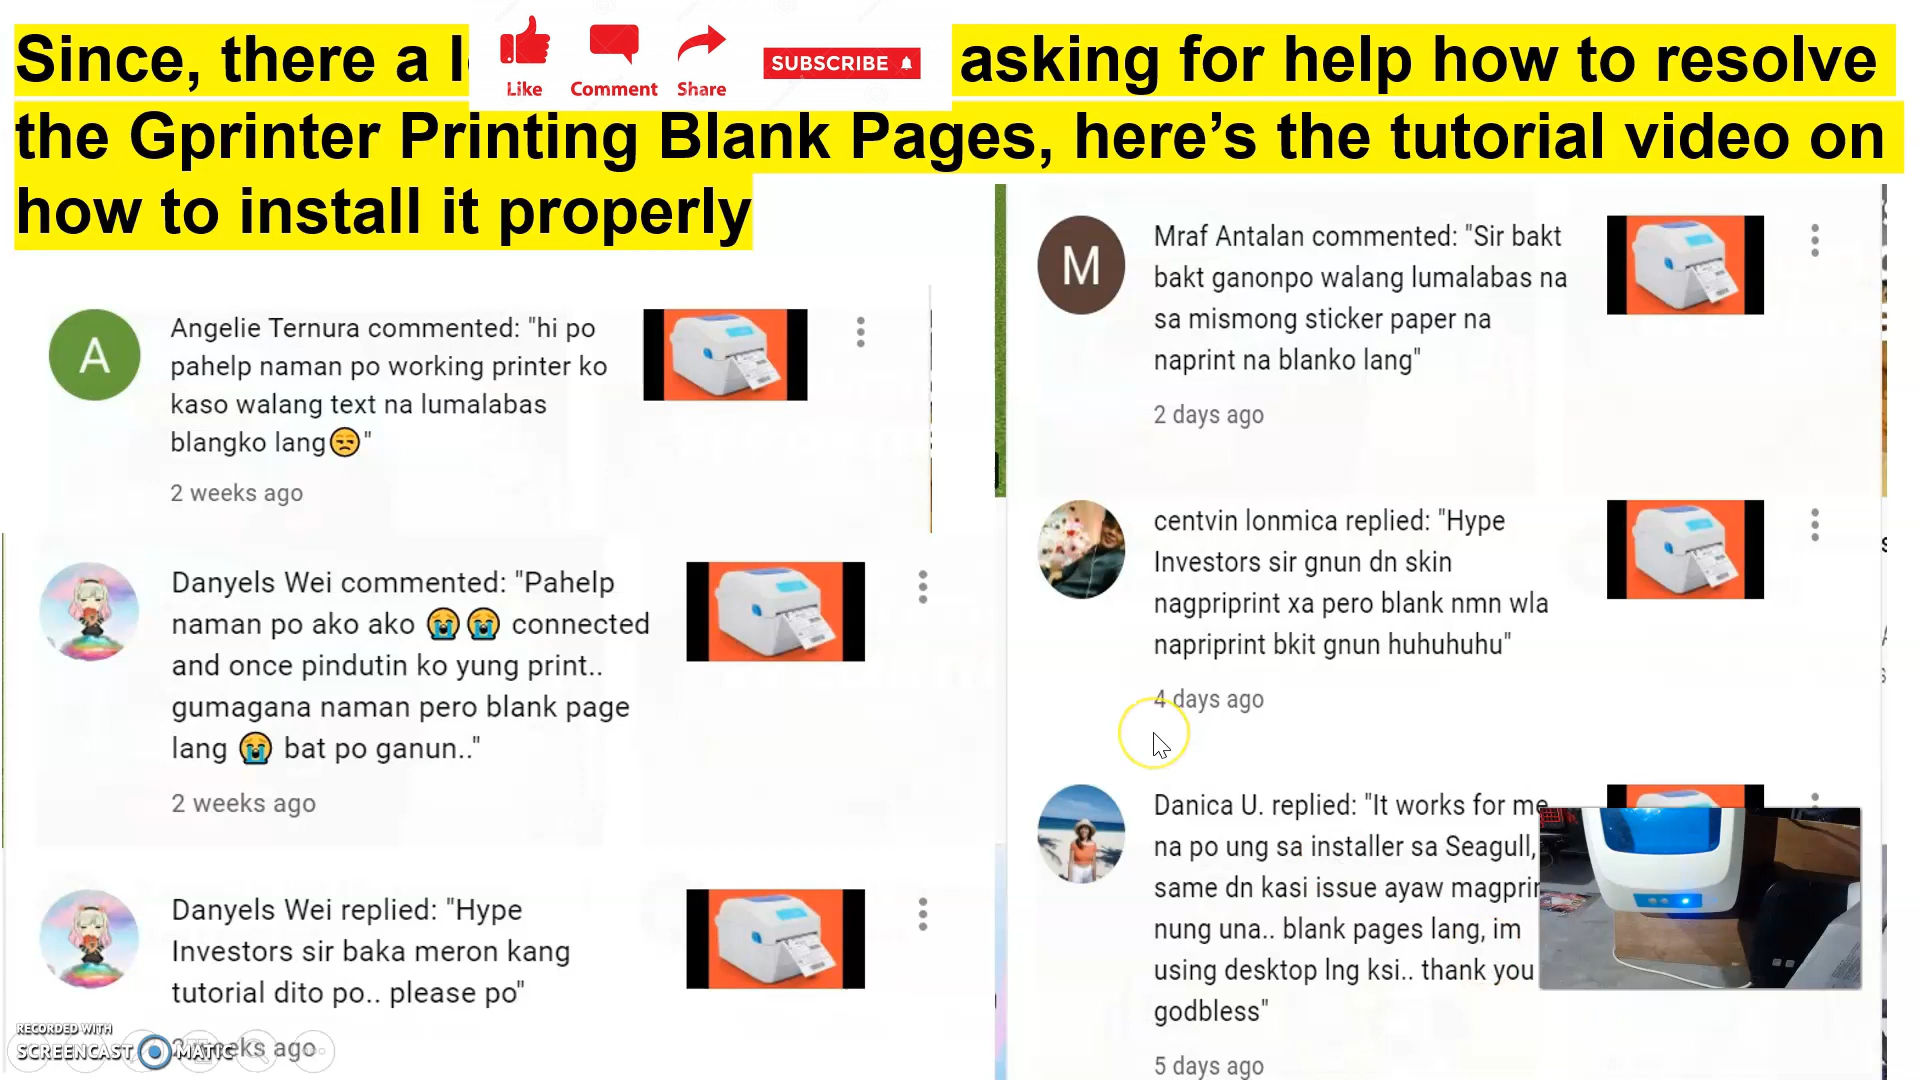 Since, there a l
Like
Comment
Share
SUBSCRIBE
asking for help how to resolve
the Gprinter Printing Blank Pages, here’s the tutorial video on
how to install it properly
A
Angelie Ternura commented: "hi po
pahelp naman po working printer ko
kaso walang text na lumalabas
blangko lang😒"
2 weeks ago
Danyels Wei commented: "Pahelp
naman po ako ako 😭😭 connected
and once pindutin ko yung print..
gumagana naman pero blank page
lang 😭 bat po ganun.."
2 weeks ago
Danyels Wei replied: "Hype
Investors sir baka meron kang
tutorial dito po.. please po"
weeks ago
RECORDED WITH
SCREENCAST MATIC
M
Mraf Antalan commented: "Sir bakt
bakt ganonpo walang lumalabas na
sa mismong sticker paper na
naprint na blanko lang"
2 days ago
centvin lonmica replied: "Hype
Investors sir gnun dn skin
nagpriprint xa pero blank nmn wla
napriprint bkit gnun huhuhuhu"
4 days ago
Danica U. replied: "It works for me
na po ung sa installer sa Seagull,
same dn kasi issue ayaw magprin
nung una.. blank pages lang, im
using desktop lng ksi.. thank you
godbless"
5 days ago